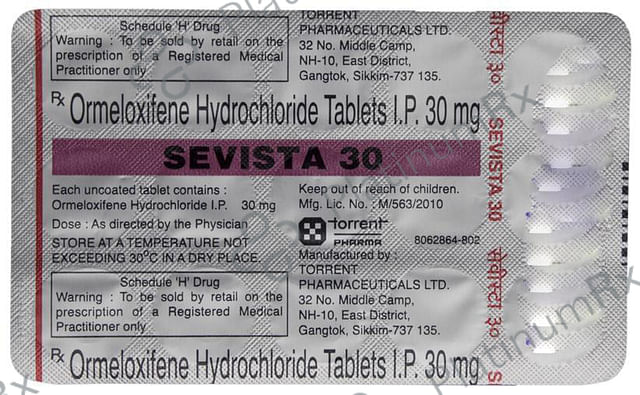 Schedule 'H' Drug
Warning : To be sold by retail on the
prescription of a Registered Medical
Practitioner only
TORRENT
PHARMACEUTICALS LTD.
32 No. Middle Camp,
NH-10, East District,
Gangtok, Sikkim-737 135.
Rx Ormeloxifene Hydrochloride Tablets I.P. 30 mg
SEVISTA 30
Each uncoated tablet contains :
Ormeloxifene Hydrochloride I.P. 30 mg
Dose : As directed by the Physician
STORE AT A TEMPERATURE NOT
EXCEEDING 30°C IN A DRY PLACE.
Keep out of reach of children.
Mfg. Lic. No. : M/563/2010
torrent
PHARMA
8062864-802
Manufactured by :
TORRENT
PHARMACEUTICALS LTD.
32 No. Middle Camp,
NH-10, East District,
Gangtok, Sikkim-737 135.
Schedule 'H' Drug
Warning : To be sold by retail on the
prescription of a Registered Medical
Practitioner only
Rx Ormeloxifene Hydrochloride Tablets I.P. 30 mg
SEVISTA 30
सेविस्टा ३०
PlatinumRx